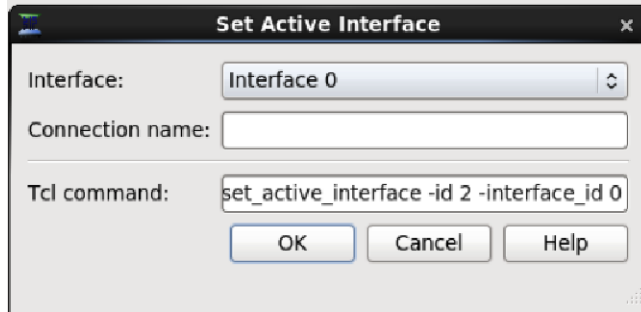 Set Active Interface
Interface: Interface 0
Connection name:
Tcl command: set_active_interface -id 2 -interface_id 0
OK Cancel Help